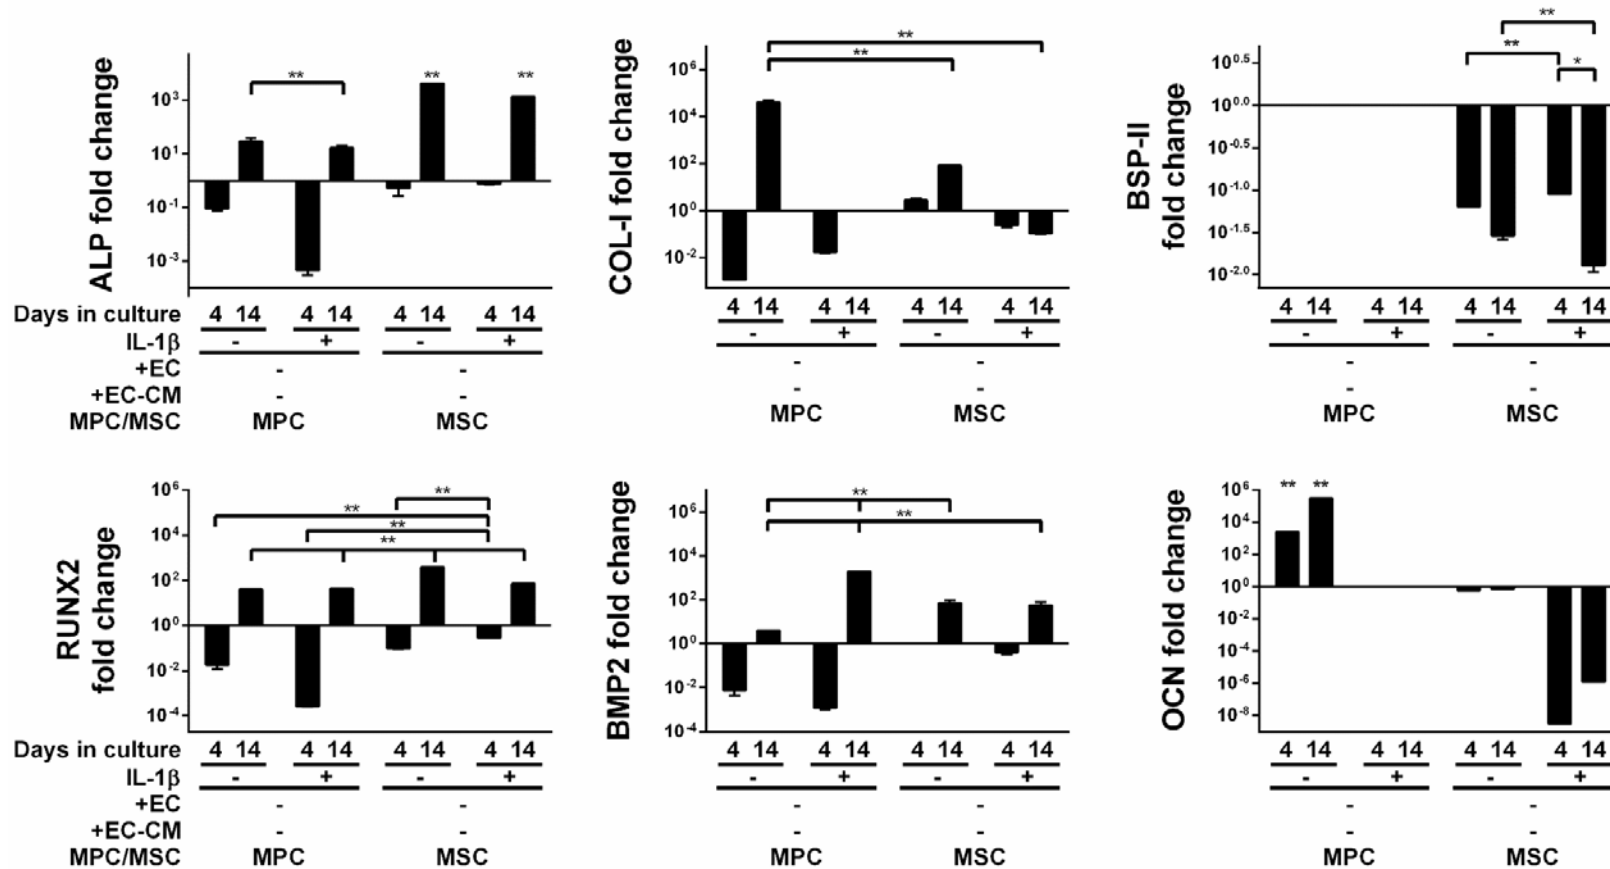 ALP fold change
10³
10¹
10⁻¹
10⁻³
**
**
**
Days in culture 4 14 4 14 4 14 4 14
IL-1β - + - +
+EC - -
+EC-CM - -
MPC/MSC MPC MSC
COL-I fold change
10⁶
10⁴
10²
10⁰
10⁻²
**
**
4 14 4 14 4 14 4 14
- + - +
- -
- -
MPC MSC
BSP-II
fold change
10⁰·⁵
10⁰·⁰
10⁻⁰·⁵
10⁻¹·⁰
10⁻¹·⁵
10⁻²·⁰
**
**
*
4 14 4 14 4 14 4 14
- + - +
- -
- -
MPC MSC
RUNX2
fold change
10⁶
10⁴
10²
10⁰
10⁻²
10⁻⁴
**
**
**
**
Days in culture 4 14 4 14 4 14 4 14
IL-1β - + - +
+EC - -
+EC-CM - -
MPC/MSC MPC MSC
BMP2 fold change
10⁶
10⁴
10²
10⁰
10⁻²
10⁻⁴
**
**
4 14 4 14 4 14 4 14
- + - +
- -
- -
MPC MSC
OCN fold change
10⁶
10⁴
10²
10⁰
10⁻²
10⁻⁴
10⁻⁶
10⁻⁸
** **
4 14 4 14 4 14 4 14
- + - +
- -
- -
MPC MSC